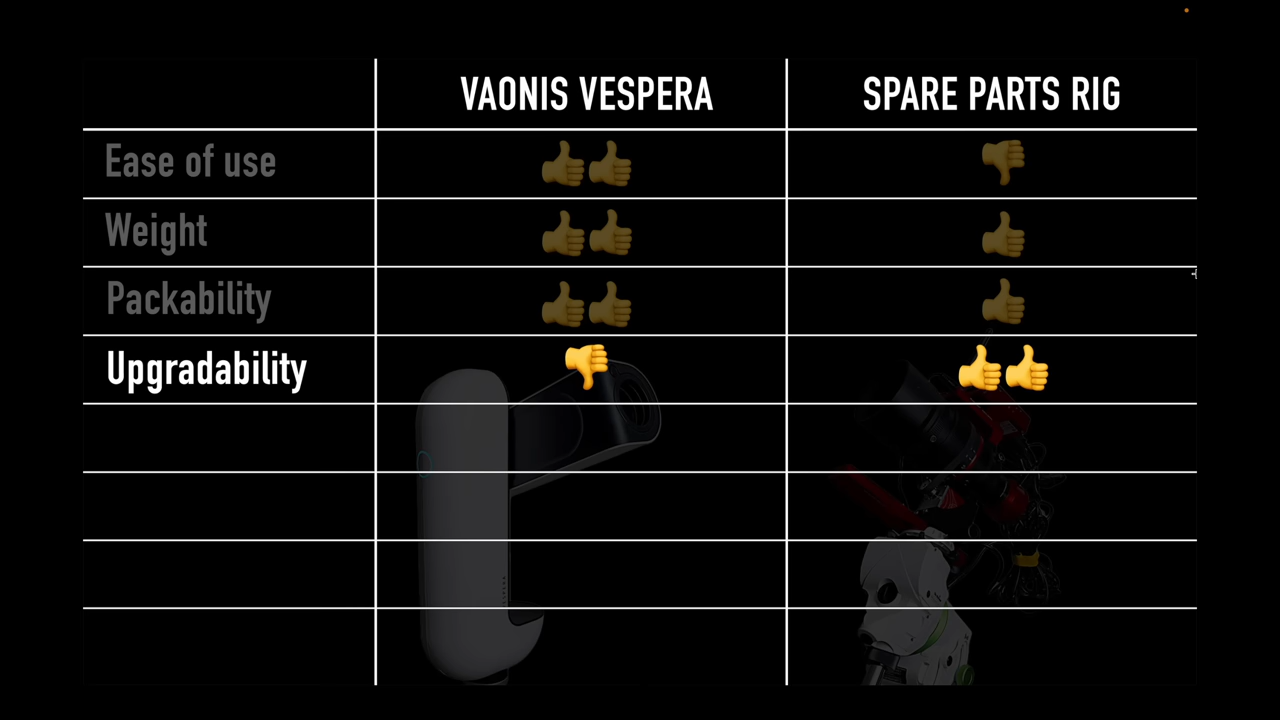 VAONIS VESPERA
SPARE PARTS RIG
Ease of use
Weight
Packability
Upgradability